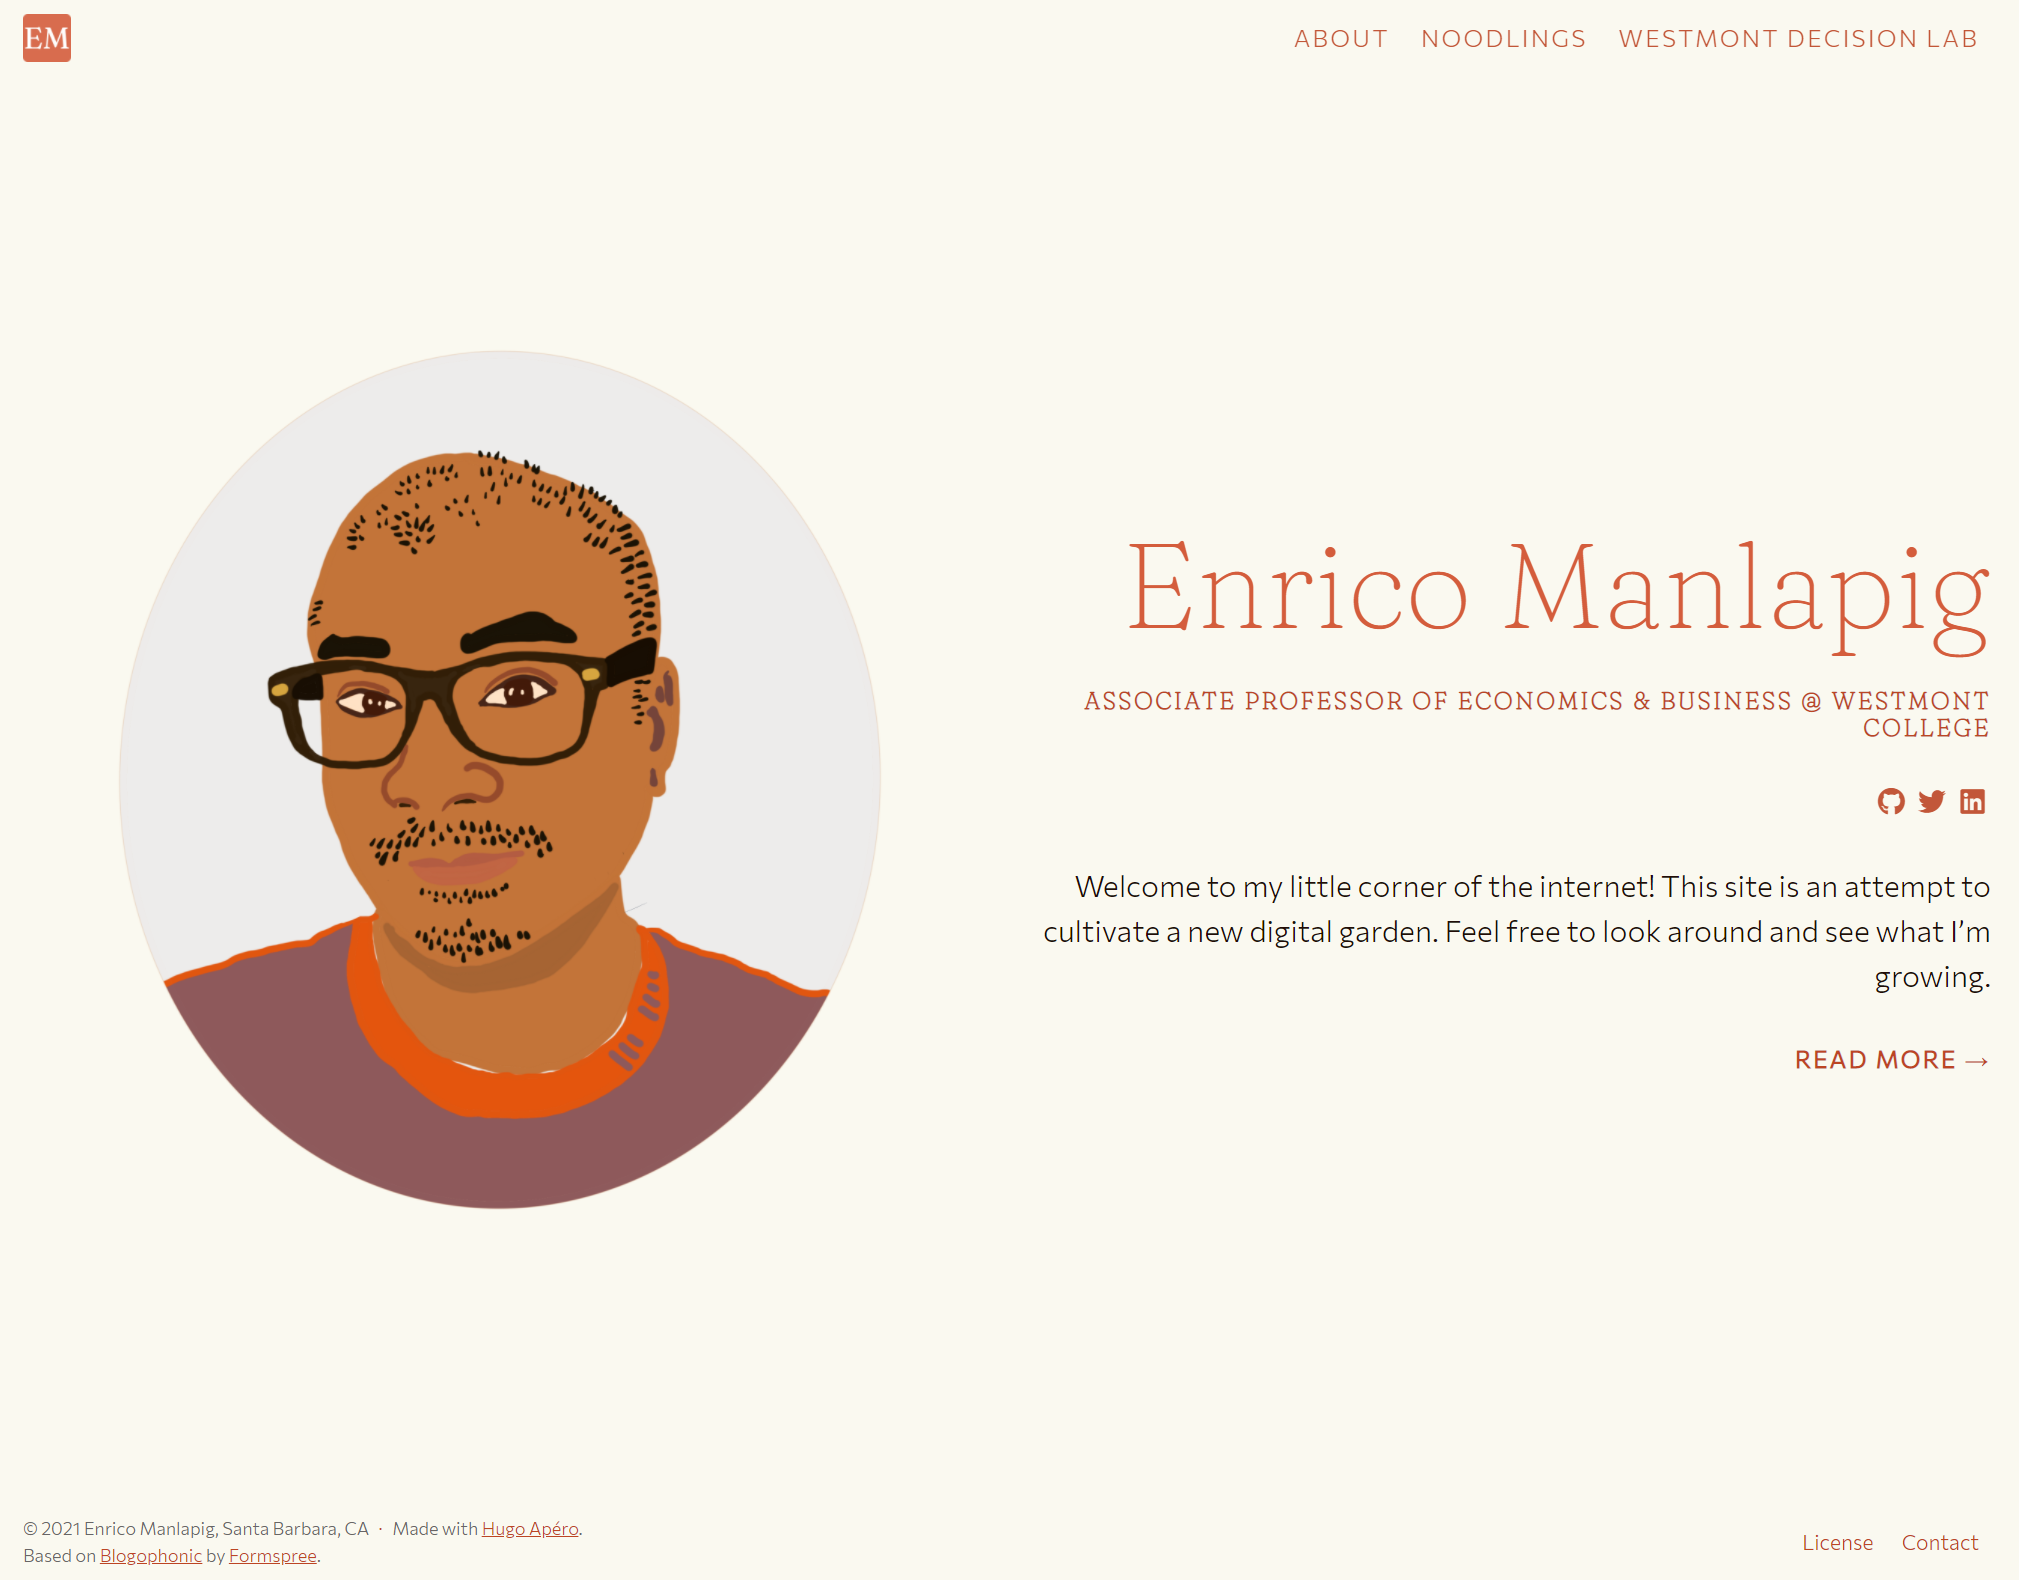 EM
ABOUT NOODLINGS WESTMONT DECISION LAB
Enrico Manlapig
ASSOCIATE PROFESSOR OF ECONOMICS & BUSINESS @ WESTMONT
COLLEGE
Welcome to my little corner of the internet! This site is an attempt to
cultivate a new digital garden. Feel free to look around and see what I’m
growing.
READ MORE →
© 2021 Enrico Manlapig, Santa Barbara, CA · Made with Hugo Apéro.
Based on Blogophonic by Formspree.
License Contact